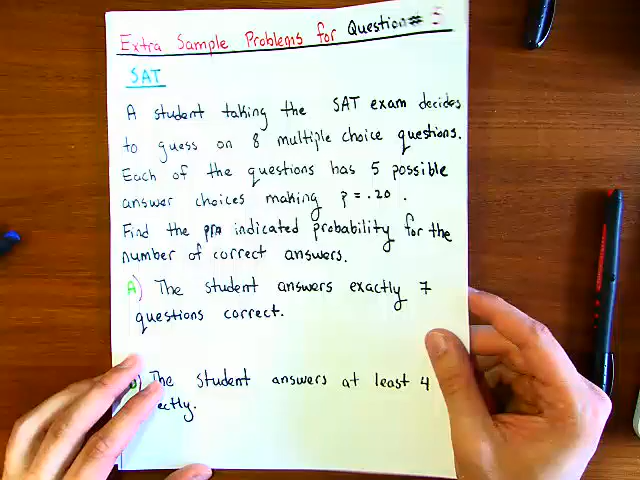 Extra Sample Problems for Question# 5
SAT
A student taking the SAT exam decides
to guess on 8 multiple choice questions.
Each of the questions has 5 possible
answer choices making p = .20 .
Find the indicated probability for the
number of correct answers.
A) The student answers exactly 7
questions correct.
) The student answers at least 4
ectly.